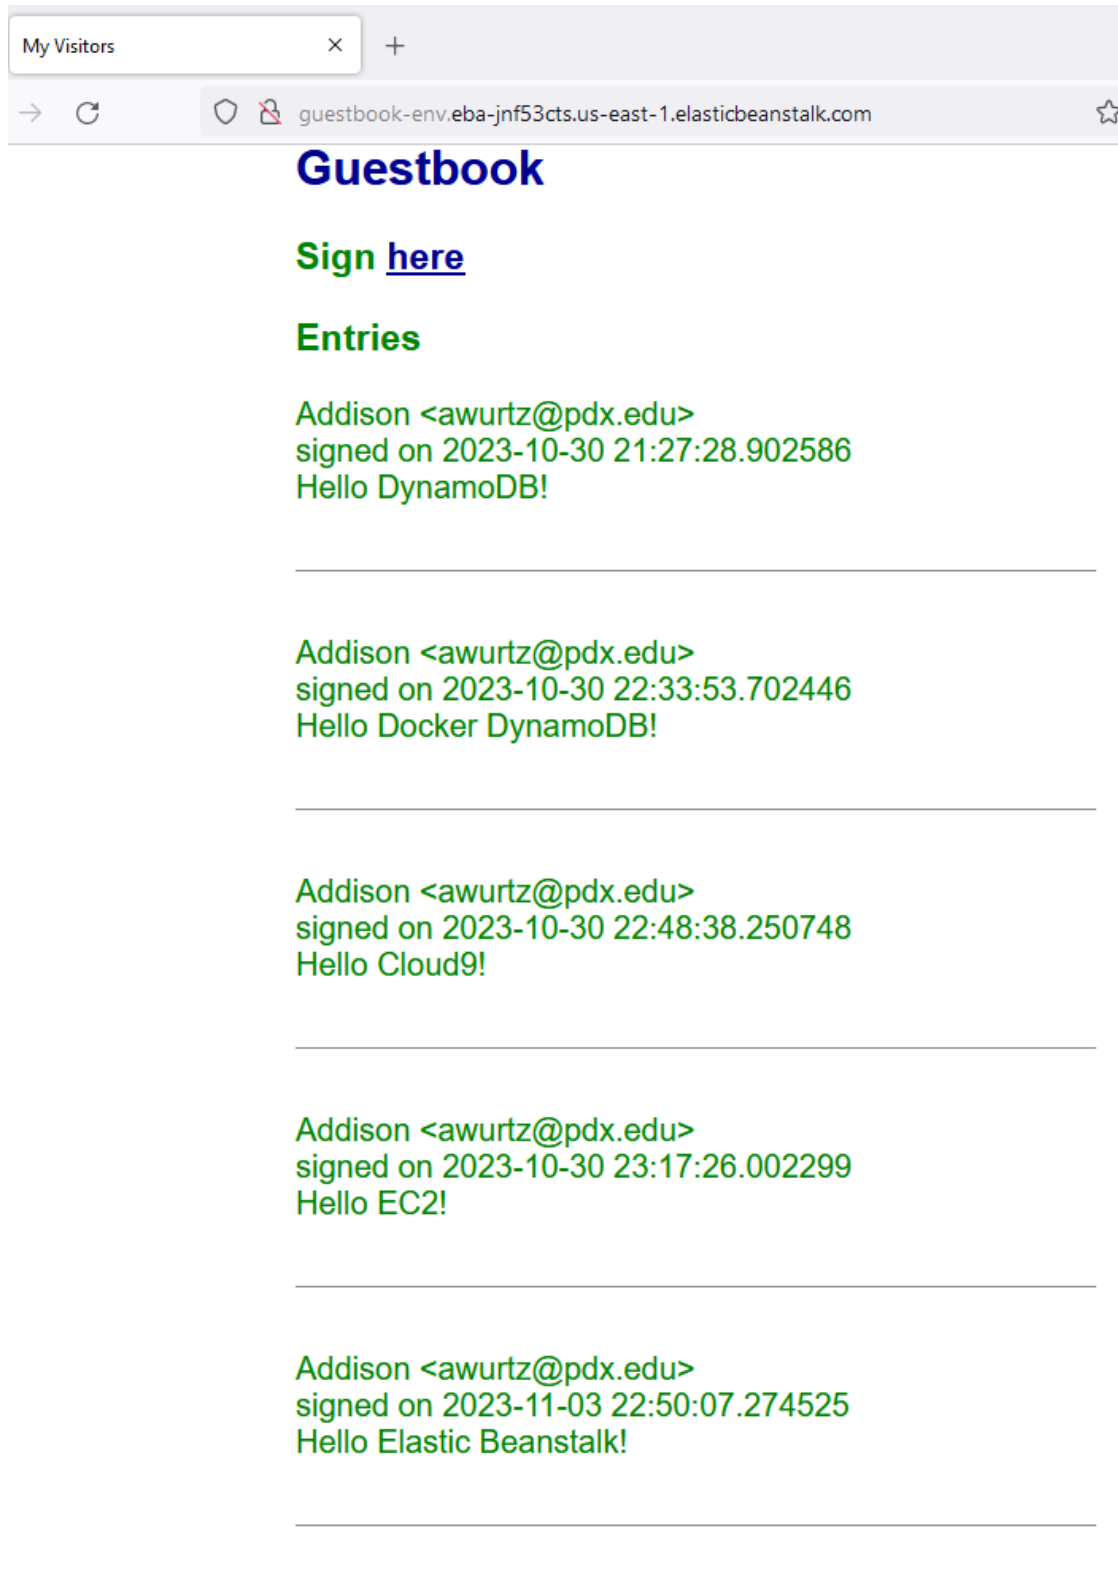 My Visitors
guestbook-env.eba-jnf53cts.us-east-1.elasticbeanstalk.com
Guestbook
Sign here
Entries
Addison <awurtz@pdx.edu>
signed on 2023-10-30 21:27:28.902586
Hello DynamoDB!
Addison <awurtz@pdx.edu>
signed on 2023-10-30 22:33:53.702446
Hello Docker DynamoDB!
Addison <awurtz@pdx.edu>
signed on 2023-10-30 22:48:38.250748
Hello Cloud9!
Addison <awurtz@pdx.edu>
signed on 2023-10-30 23:17:26.002299
Hello EC2!
Addison <awurtz@pdx.edu>
signed on 2023-11-03 22:50:07.274525
Hello Elastic Beanstalk!